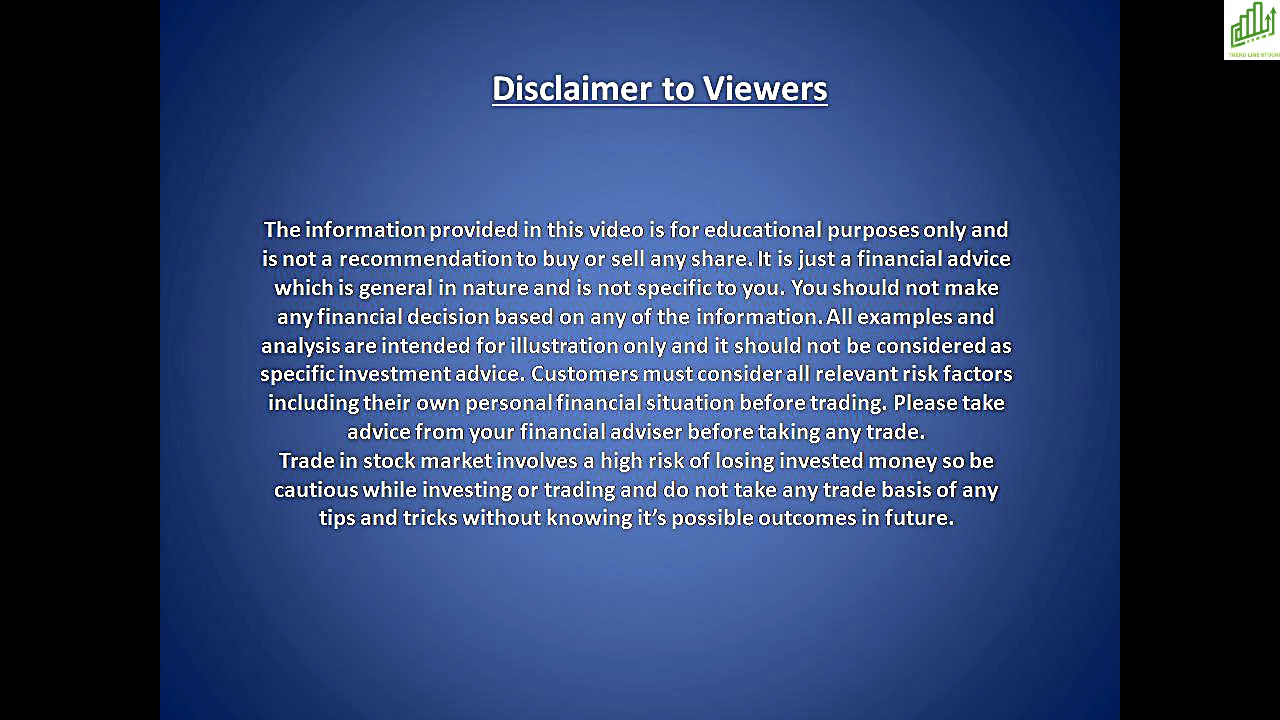 TREND LINE STOCKS
Disclaimer to Viewers
The information provided in this video is for educational purposes only and
is not a recommendation to buy or sell any share. It is just a financial advice
which is general in nature and is not specific to you. You should not make
any financial decision based on any of the information. All examples and
analysis are intended for illustration only and it should not be considered as
specific investment advice. Customers must consider all relevant risk factors
including their own personal financial situation before trading. Please take
advice from your financial adviser before taking any trade.
Trade in stock market involves a high risk of losing invested money so be
cautious while investing or trading and do not take any trade basis of any
tips and tricks without knowing it’s possible outcomes in future.